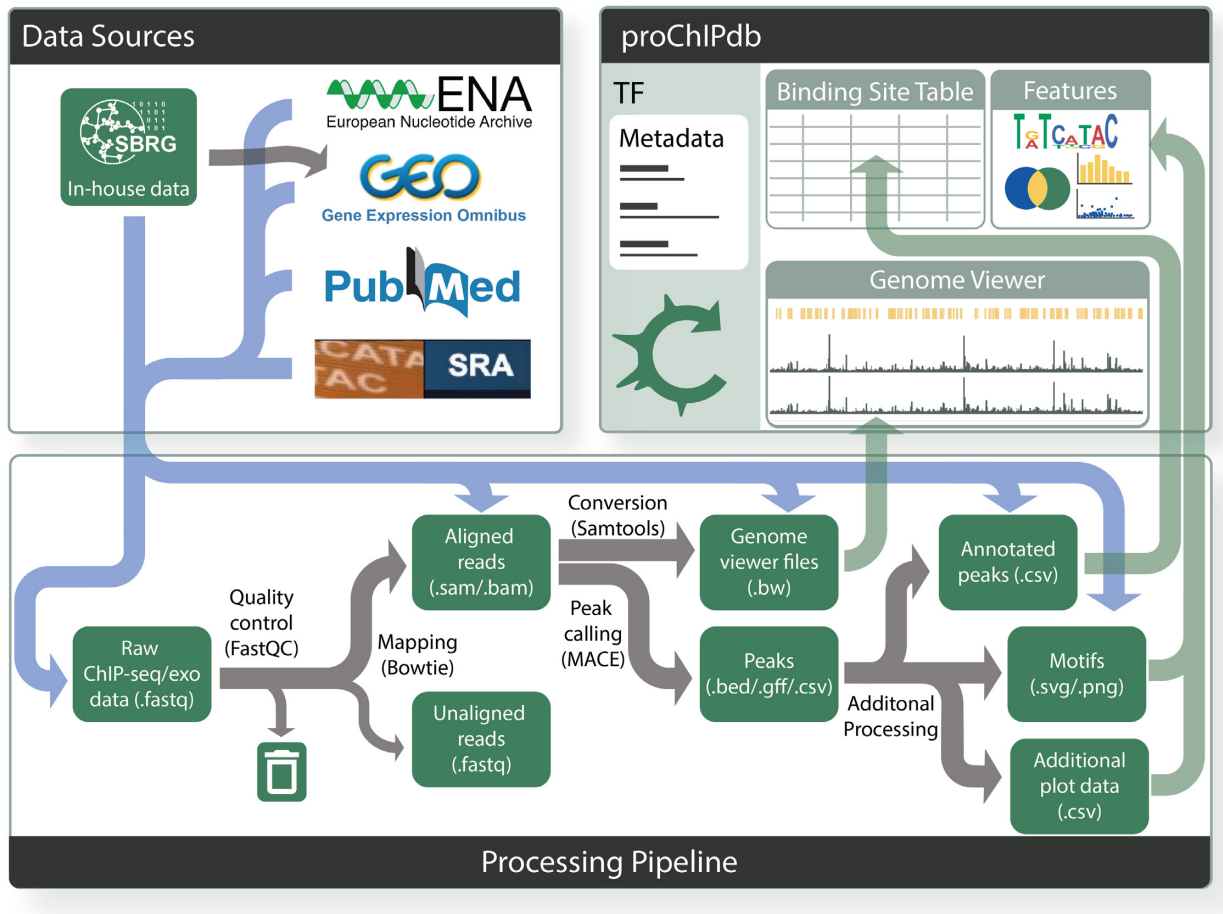 Data Sources
10110
1101
1011
101
SBRG
In-house data
ENA
European Nucleotide Archive
GEO
Gene Expression Omnibus
PubMed
CATA
TAC
SRA
proChIPdb
TF
Metadata
Binding Site Table
Features
Genome Viewer
Conversion
(Samtools)
Aligned
reads
(.sam/.bam)
Genome
viewer files
(.bw)
Annotated
peaks (.csv)
Quality
control
(FastQC)
Mapping
(Bowtie)
Peak
calling
(MACE)
Raw
ChIP-seq/exo
data (.fastq)
Peaks
(.bed/.gff/.csv)
Motifs
(.svg/.png)
Additonal
Processing
Unaligned
reads
(.fastq)
Additional
plot data
(.csv)
Processing Pipeline